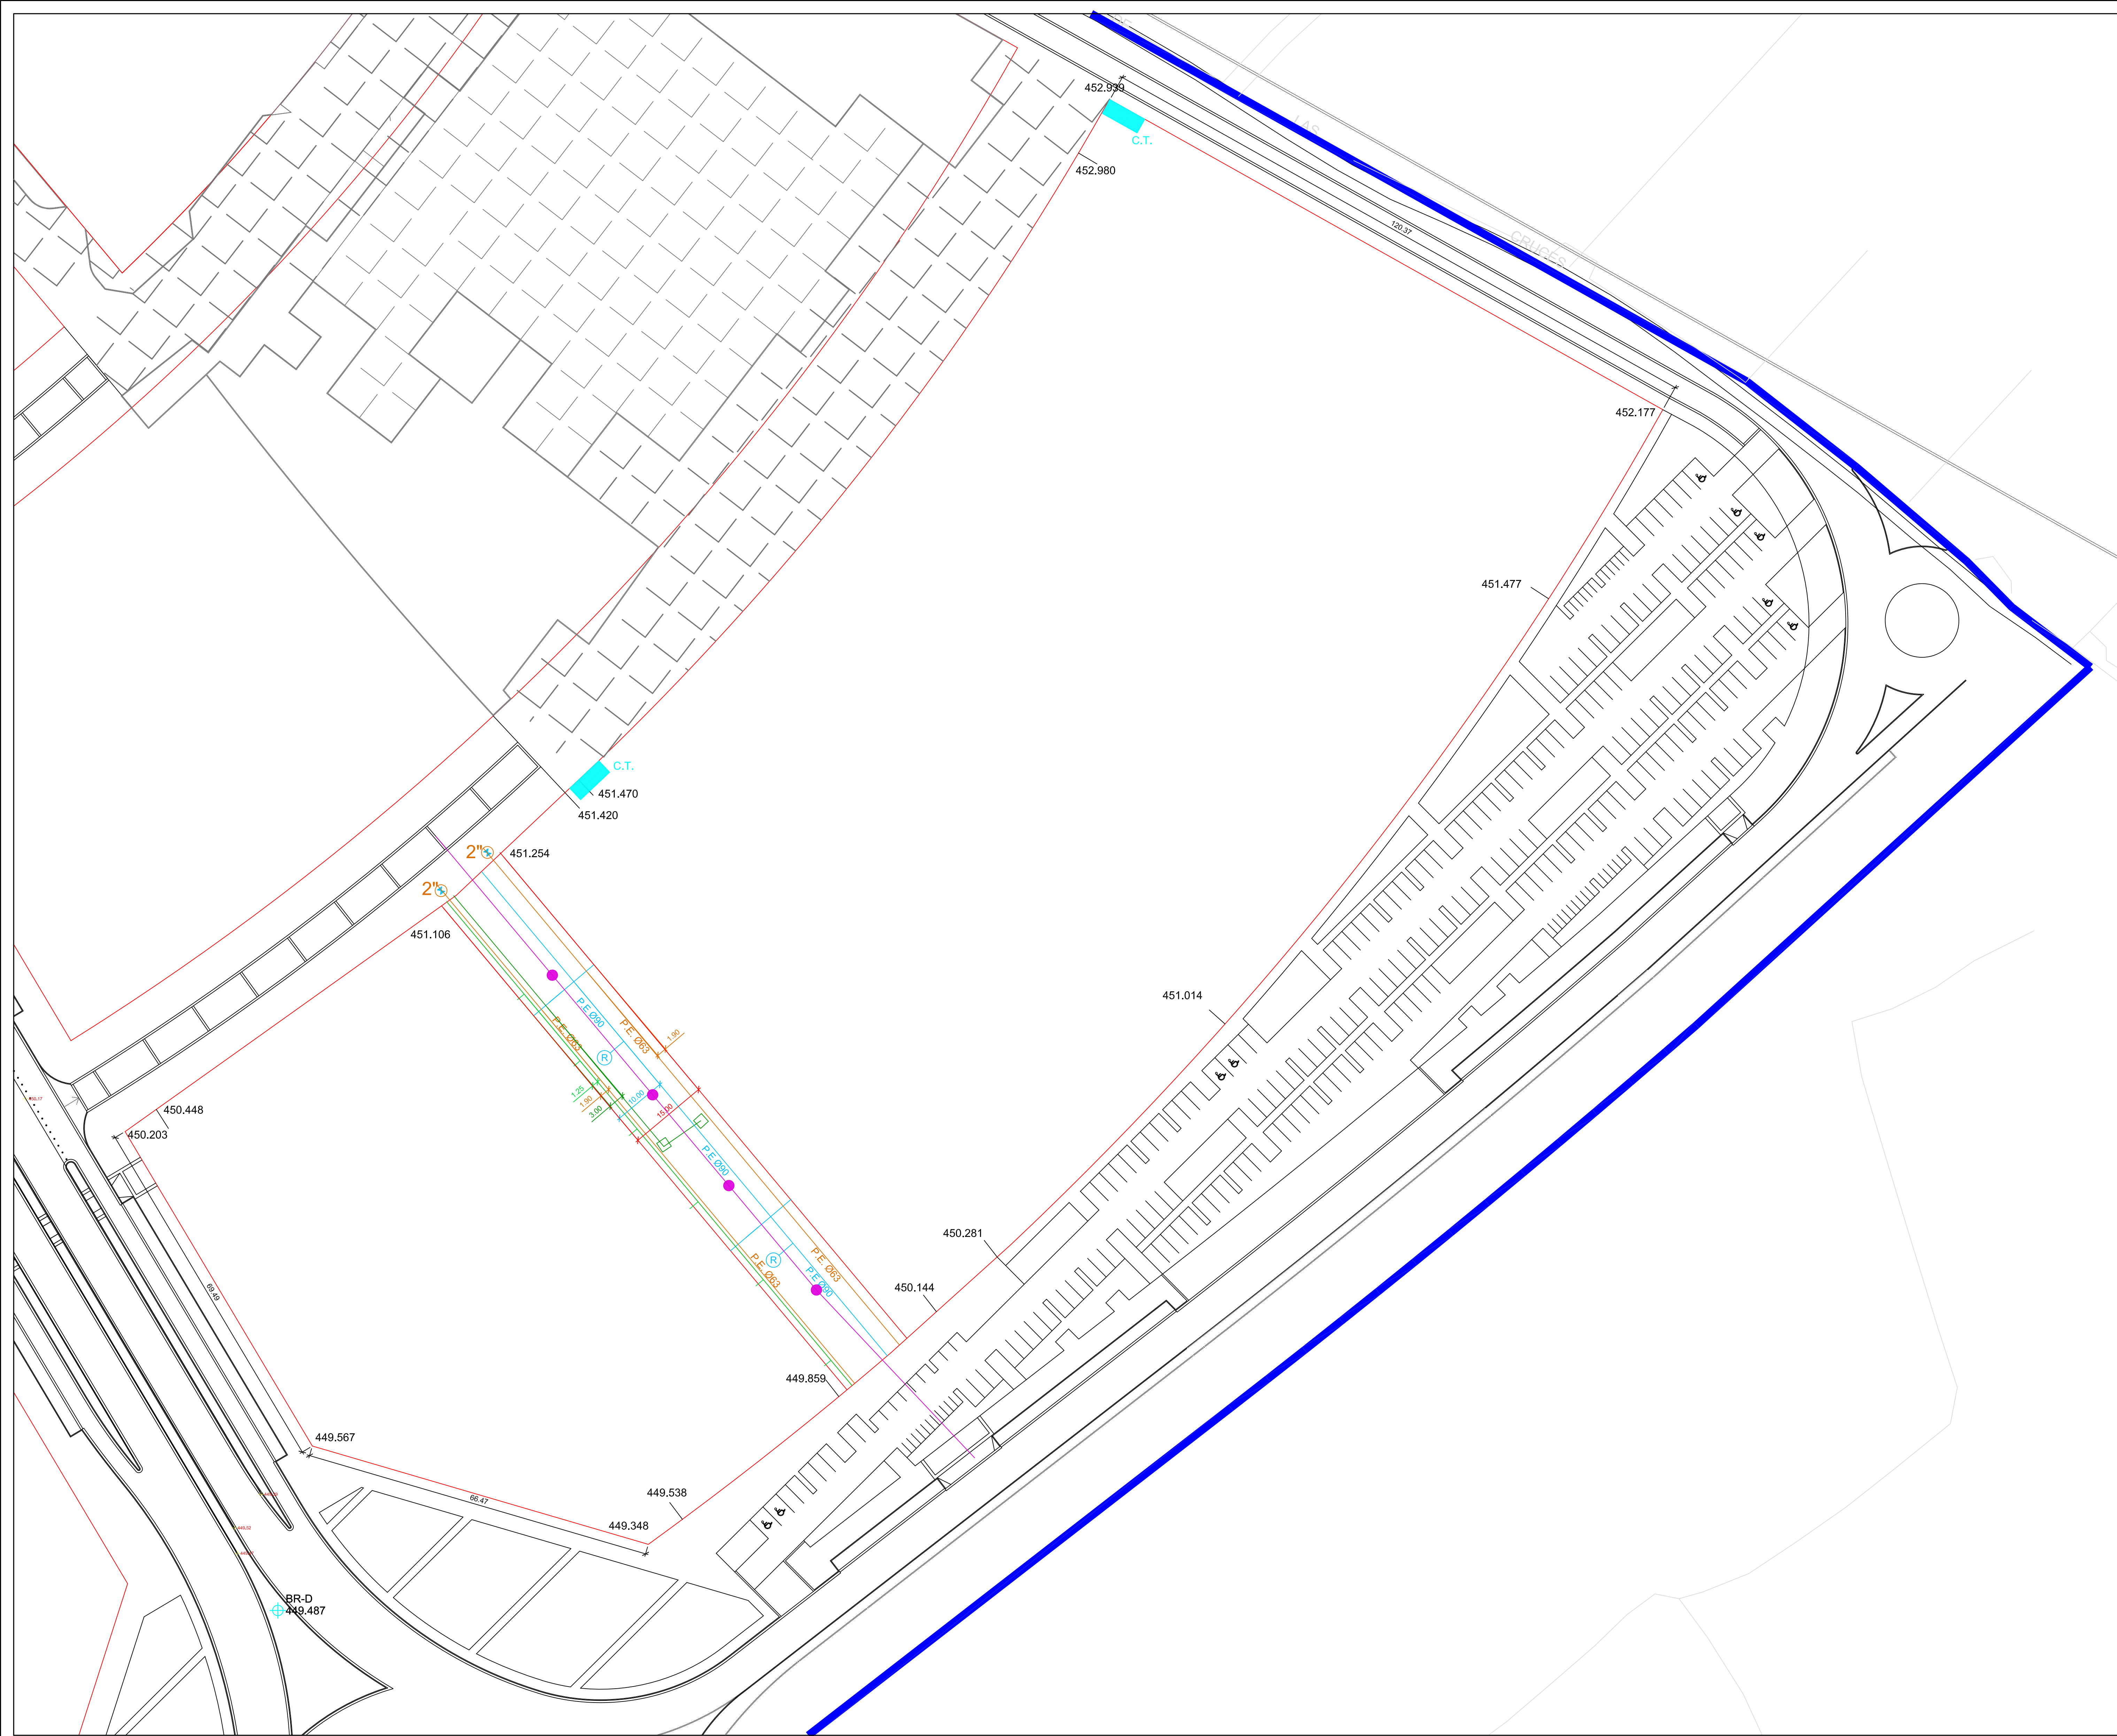 452.939
C.T.
452.980
LAS
CRUCES
120.37
452.177
451.477
C.T.
451.470
451.420
2"
451.254
2"
451.106
451.014
P.E Ø90
P.E. Ø63
P.E. Ø63
1.90
R
1.25
1.90
3.00
10.00
15.00
450.448
450.203
P.E Ø90
450.281
450.144
R
P.E. Ø63
P.E. Ø63
P.E Ø90
69.49
449.859
449.567
66.47
449.538
449.348
BR-D
449.487